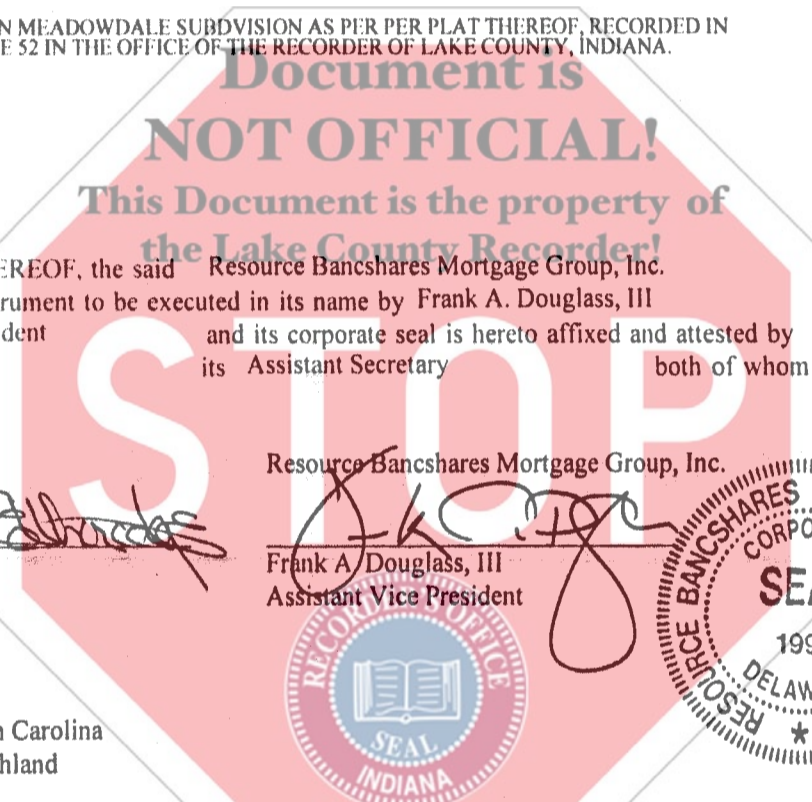 N MEADOWDALE SUBDVISION AS PER PER PLAT THEREOF, RECORDED IN
E 52 IN THE OFFICE OF THE RECORDER OF LAKE COUNTY, INDIANA.
Document is
NOT OFFICIAL!
This Document is the property of
the Lake County Recorder!
EREOF, the said Resource Bancshares Mortgage Group, Inc.
rument to be executed in its name by Frank A. Douglass, III
dent and its corporate seal is hereto affixed and attested by
its Assistant Secretary both of whom
STOP
Resource Bancshares Mortgage Group, Inc.
Frank A. Douglass, III
Assistant Vice President
RESOURCE BANCSHARES
CORPO
SEA
199
DELAW
*
RECORDER'S OFFICE
SEAL
INDIANA
h Carolina
hland